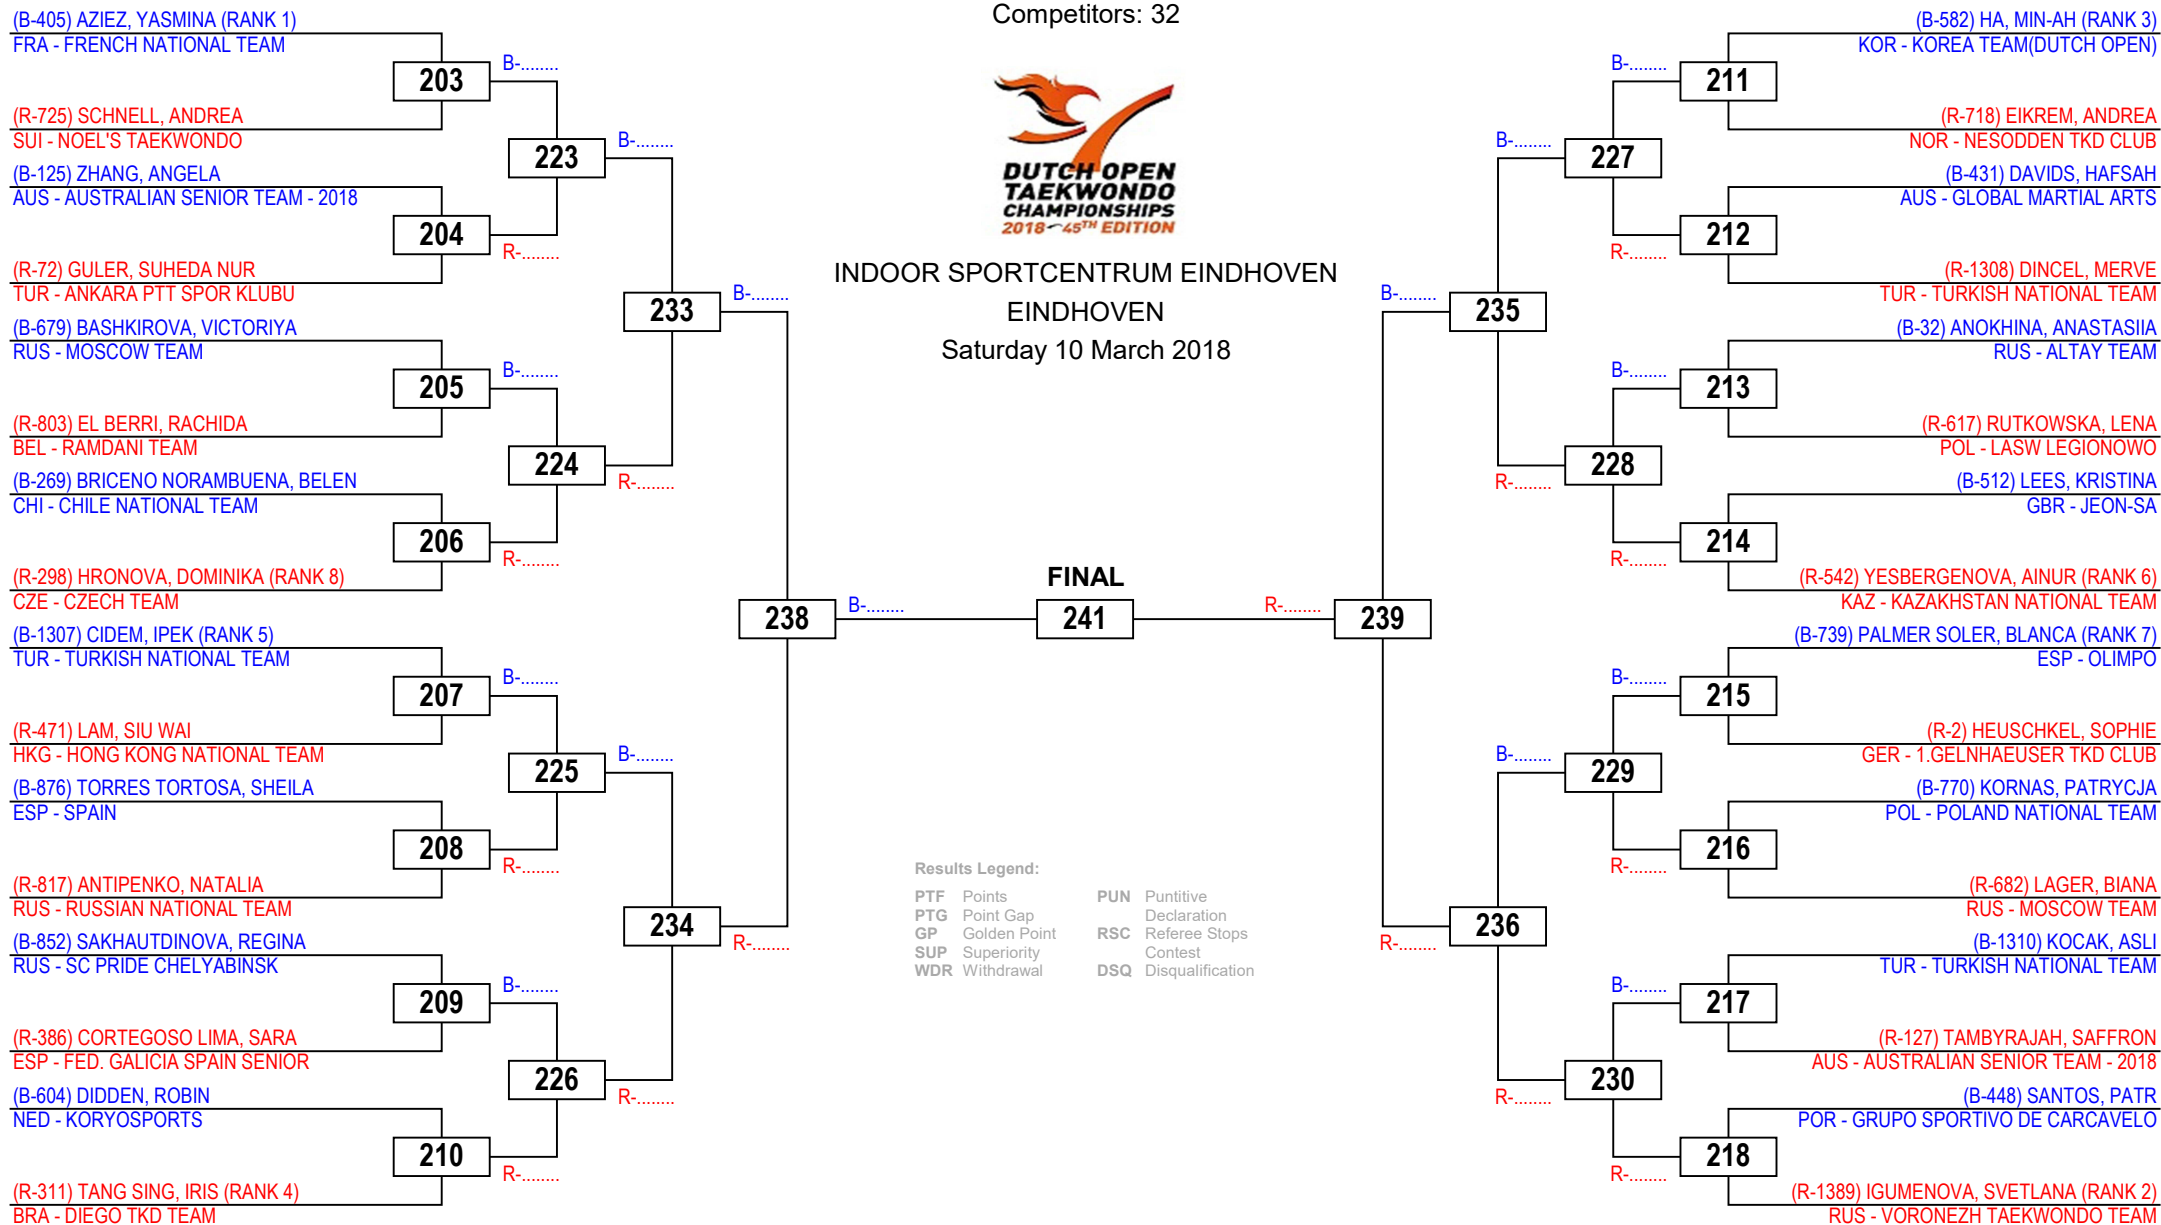 Competitors: 32
DUTCH OPEN
TAEKWONDO
CHAMPIONSHIPS
2018 45TH EDITION
INDOOR SPORTCENTRUM EINDHOVEN
EINDHOVEN
Saturday 10 March 2018
(B-405) AZIEZ, YASMINA (RANK 1)
FRA - FRENCH NATIONAL TEAM
203
(R-725) SCHNELL, ANDREA
SUI - NOEL'S TAEKWONDO
(B-125) ZHANG, ANGELA
AUS - AUSTRALIAN SENIOR TEAM - 2018
204
(R-72) GULER, SUHEDA NUR
TUR - ANKARA PTT SPOR KLUBU
(B-679) BASHKIROVA, VICTORIYA
RUS - MOSCOW TEAM
205
(R-803) EL BERRI, RACHIDA
BEL - RAMDANI TEAM
(B-269) BRICENO NORAMBUENA, BELEN
CHI - CHILE NATIONAL TEAM
206
(R-298) HRONOVA, DOMINIKA (RANK 8)
CZE - CZECH TEAM
(B-1307) CIDEM, IPEK (RANK 5)
TUR - TURKISH NATIONAL TEAM
207
(R-471) LAM, SIU WAI
HKG - HONG KONG NATIONAL TEAM
(B-876) TORRES TORTOSA, SHEILA
ESP - SPAIN
208
(R-817) ANTIPENKO, NATALIA
RUS - RUSSIAN NATIONAL TEAM
(B-852) SAKHAUTDINOVA, REGINA
RUS - SC PRIDE CHELYABINSK
209
(R-386) CORTEGOSO LIMA, SARA
ESP - FED. GALICIA SPAIN SENIOR
(B-604) DIDDEN, ROBIN
NED - KORYOSPORTS
210
(R-311) TANG SING, IRIS (RANK 4)
BRA - DIEGO TKD TEAM
B-........
223
R-........
B-........
224
R-........
B-........
225
R-........
B-........
226
R-........
B-........
233
R-........
B-........
234
R-........
B-........
238
R-........
B-........
FINAL
241
R-........
B-........
239
R-........
B-........
235
R-........
B-........
236
R-........
B-........
227
R-........
B-........
228
R-........
B-........
229
R-........
B-........
230
R-........
(B-582) HA, MIN-AH (RANK 3)
KOR - KOREA TEAM(DUTCH OPEN)
211
(R-718) EIKREM, ANDREA
NOR - NESODDEN TKD CLUB
(B-431) DAVIDS, HAFSAH
AUS - GLOBAL MARTIAL ARTS
212
(R-1308) DINCEL, MERVE
TUR - TURKISH NATIONAL TEAM
(B-32) ANOKHINA, ANASTASIIA
RUS - ALTAY TEAM
213
(R-617) RUTKOWSKA, LENA
POL - LASW LEGIONOWO
(B-512) LEES, KRISTINA
GBR - JEON-SA
214
(R-542) YESBERGENOVA, AINUR (RANK 6)
KAZ - KAZAKHSTAN NATIONAL TEAM
(B-739) PALMER SOLER, BLANCA (RANK 7)
ESP - OLIMPO
215
(R-2) HEUSCHKEL, SOPHIE
GER - 1.GELNHAEUSER TKD CLUB
(B-770) KORNAS, PATRYCJA
POL - POLAND NATIONAL TEAM
216
(R-682) LAGER, BIANA
RUS - MOSCOW TEAM
(B-1310) KOCAK, ASLI
TUR - TURKISH NATIONAL TEAM
217
(R-127) TAMBYRAJAH, SAFFRON
AUS - AUSTRALIAN SENIOR TEAM - 2018
(B-448) SANTOS, PATR
POR - GRUPO SPORTIVO DE CARCAVELO
218
(R-1389) IGUMENOVA, SVETLANA (RANK 2)
RUS - VORONEZH TAEKWONDO TEAM
Results Legend:
PTF Points
PTG Point Gap
GP Golden Point
SUP Superiority
WDR Withdrawal
PUN Puntitive
Declaration
RSC Referee Stops
Contest
DSQ Disqualification